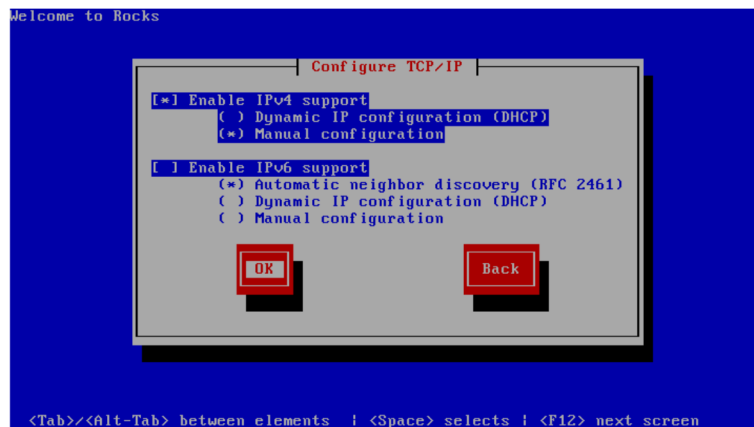 Welcome to Rocks
Configure TCP/IP
[*] Enable IPv4 support
( ) Dynamic IP configuration (DHCP)
(*) Manual configuration
[ ] Enable IPv6 support
(*) Automatic neighbor discovery (RFC 2461)
( ) Dynamic IP configuration (DHCP)
( ) Manual configuration
OK Back
<Tab>/<Alt-Tab> between elements | <Space> selects | <F12> next screen